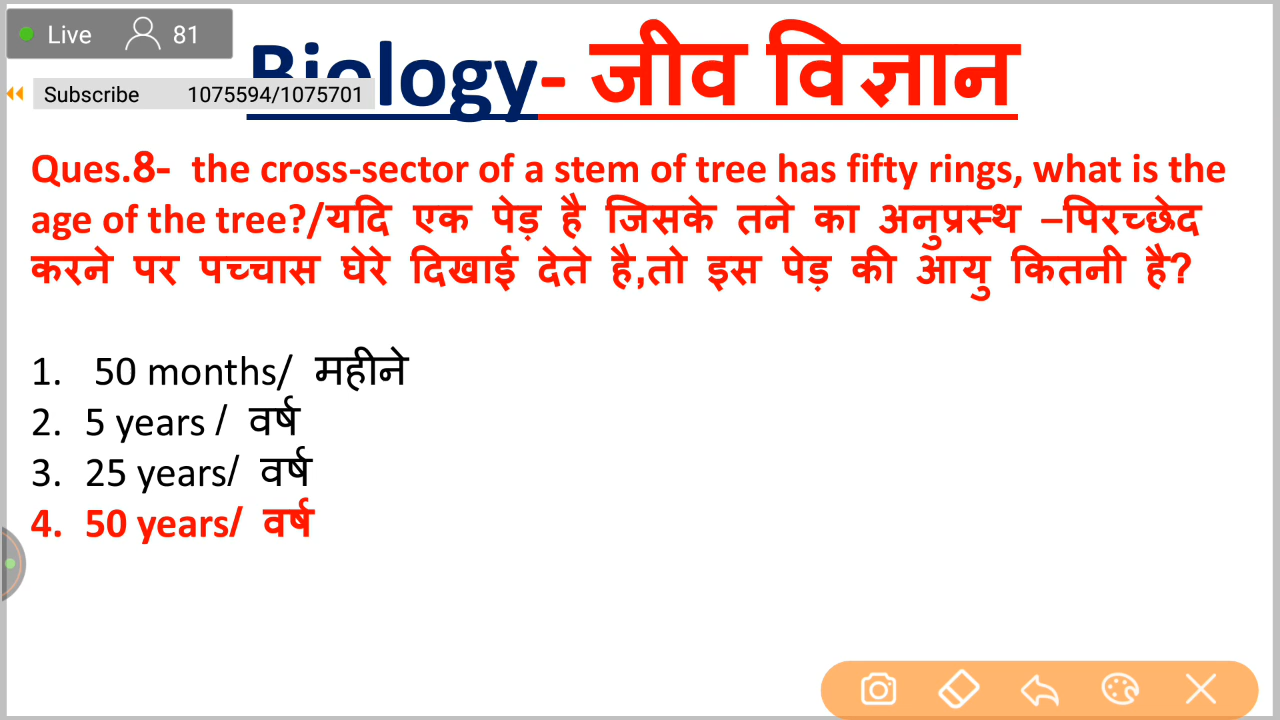 Live 81
Biology- जीव विज्ञान
Subscribe 1075594/1075701
Ques.8- the cross-sector of a stem of tree has fifty rings, what is the
age of the tree?/यदि एक पेड़ है जिसके तने का अनुप्रस्थ –पिरच्छेद
करने पर पच्चास घेरे दिखाई देते है,तो इस पेड़ की आयु कितनी है?
1. 50 months/ महीने
2. 5 years / वर्ष
3. 25 years/ वर्ष
4. 50 years/ वर्ष